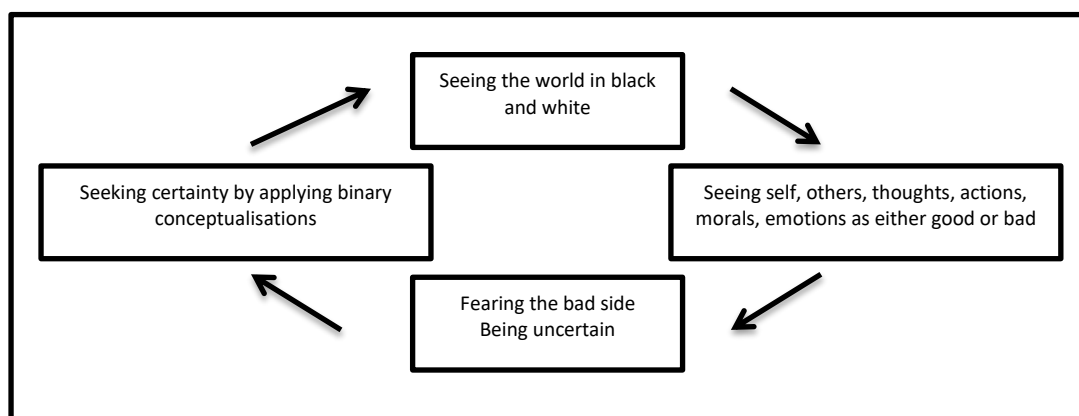 Seeing the world in black
and white
Seeking certainty by applying binary
conceptualisations
Seeing self, others, thoughts, actions,
morals, emotions as either good or bad
Fearing the bad side
Being uncertain